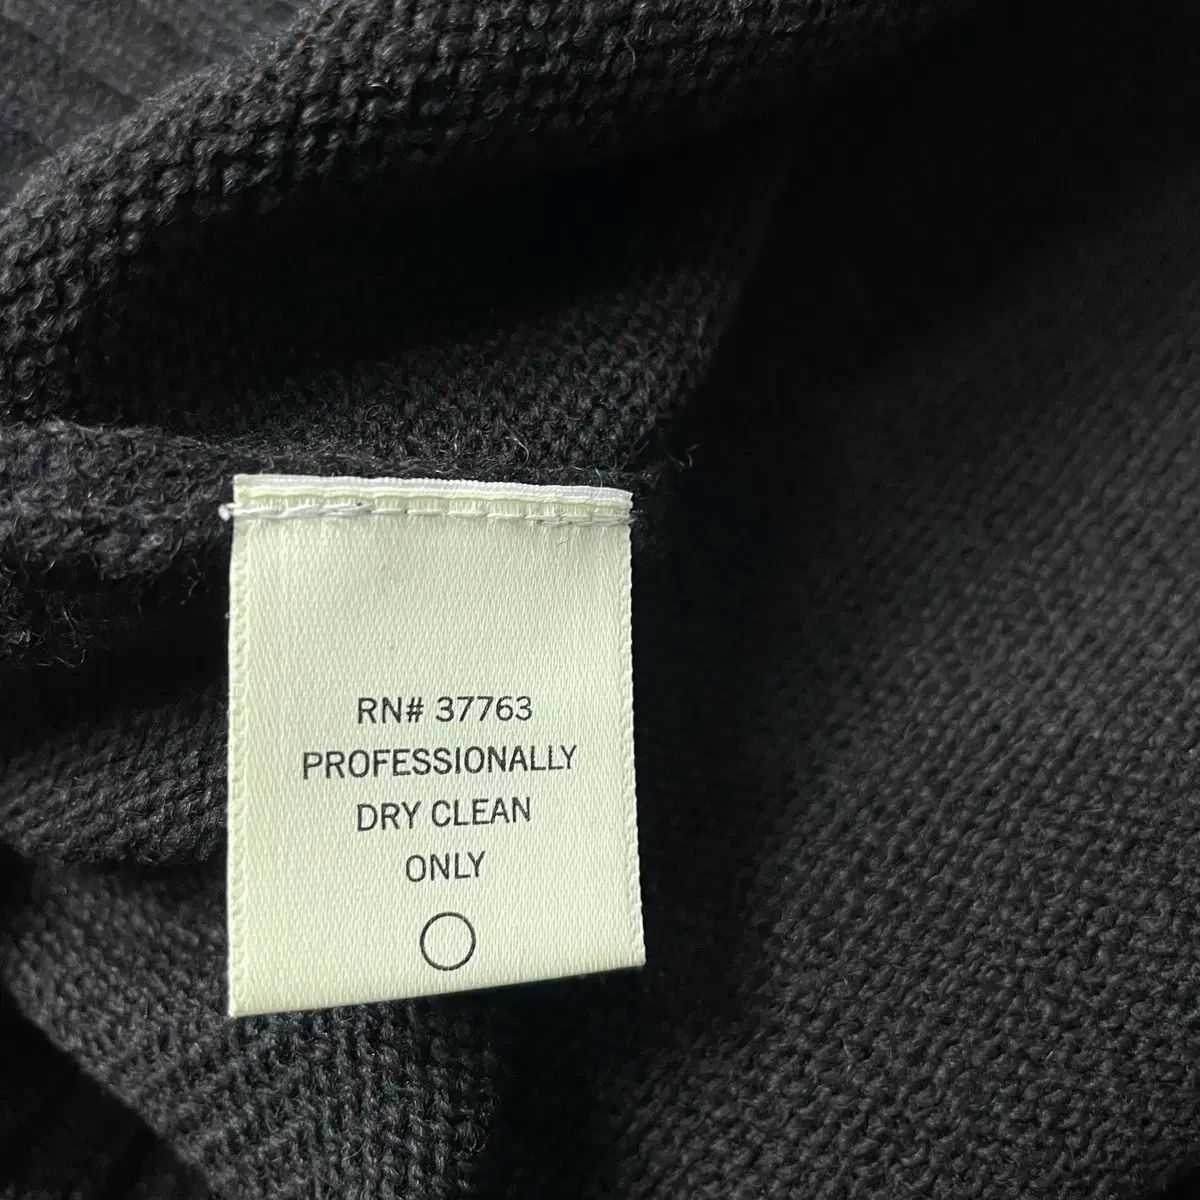 RN# 37763
PROFESSIONALLY
DRY CLEAN
ONLY